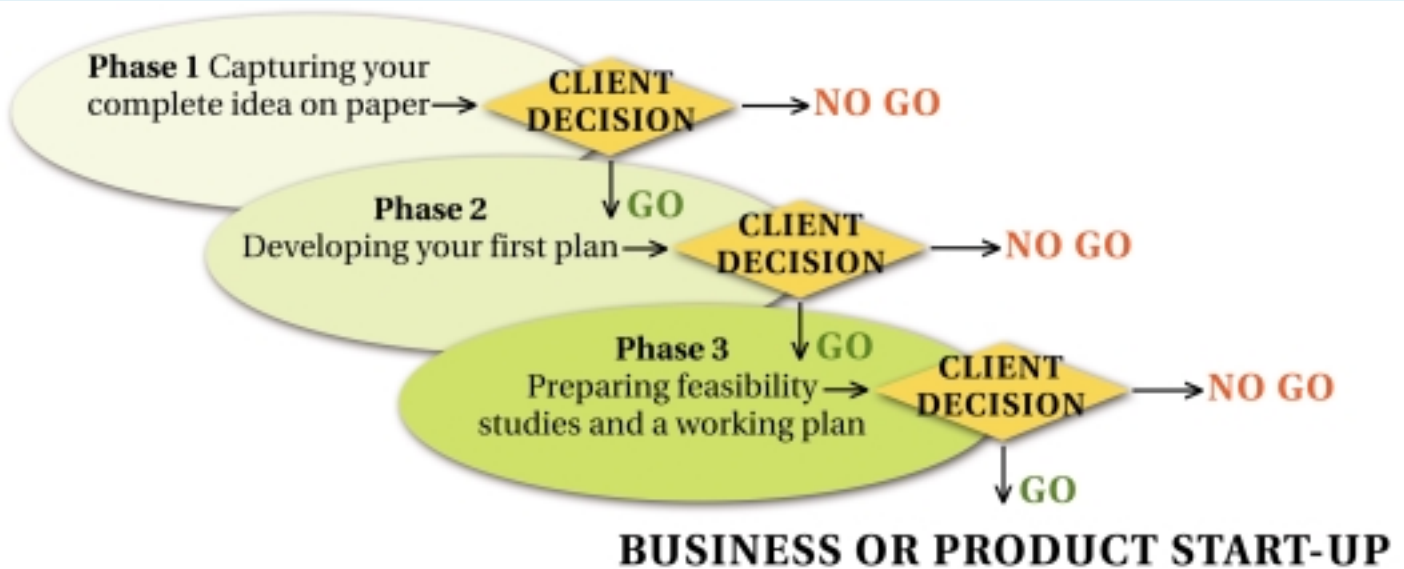 Phase 1 Capturing your
complete idea on paper
CLIENT
DECISION
NO GO
GO
Phase 2
Developing your first plan
CLIENT
DECISION
NO GO
GO
Phase 3
Preparing feasibility
studies and a working plan
CLIENT
DECISION
NO GO
GO
BUSINESS OR PRODUCT START-UP